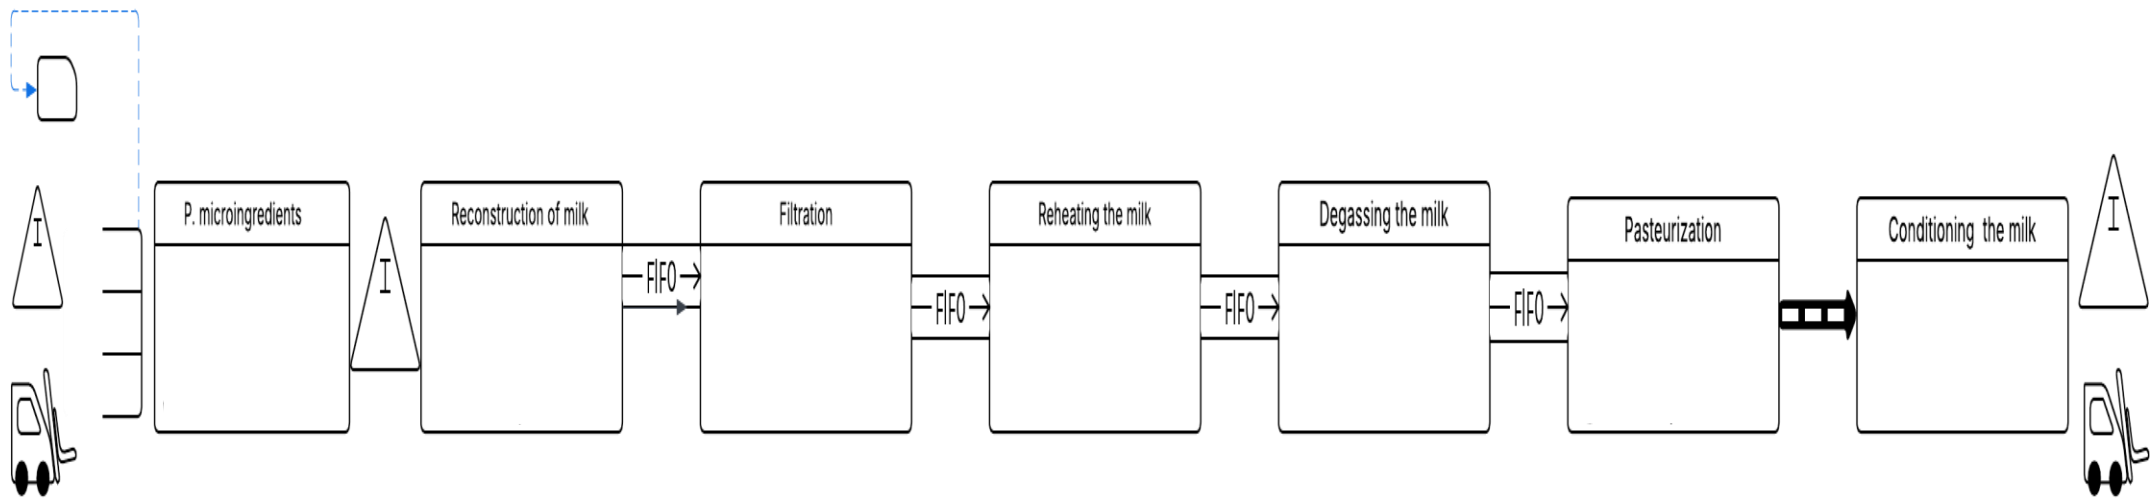 I
P. microingredients
I
Reconstruction of milk
FIFO
Filtration
FIFO
Reheating the milk
FIFO
Degassing the milk
FIFO
Pasteurization
Conditioning the milk
I